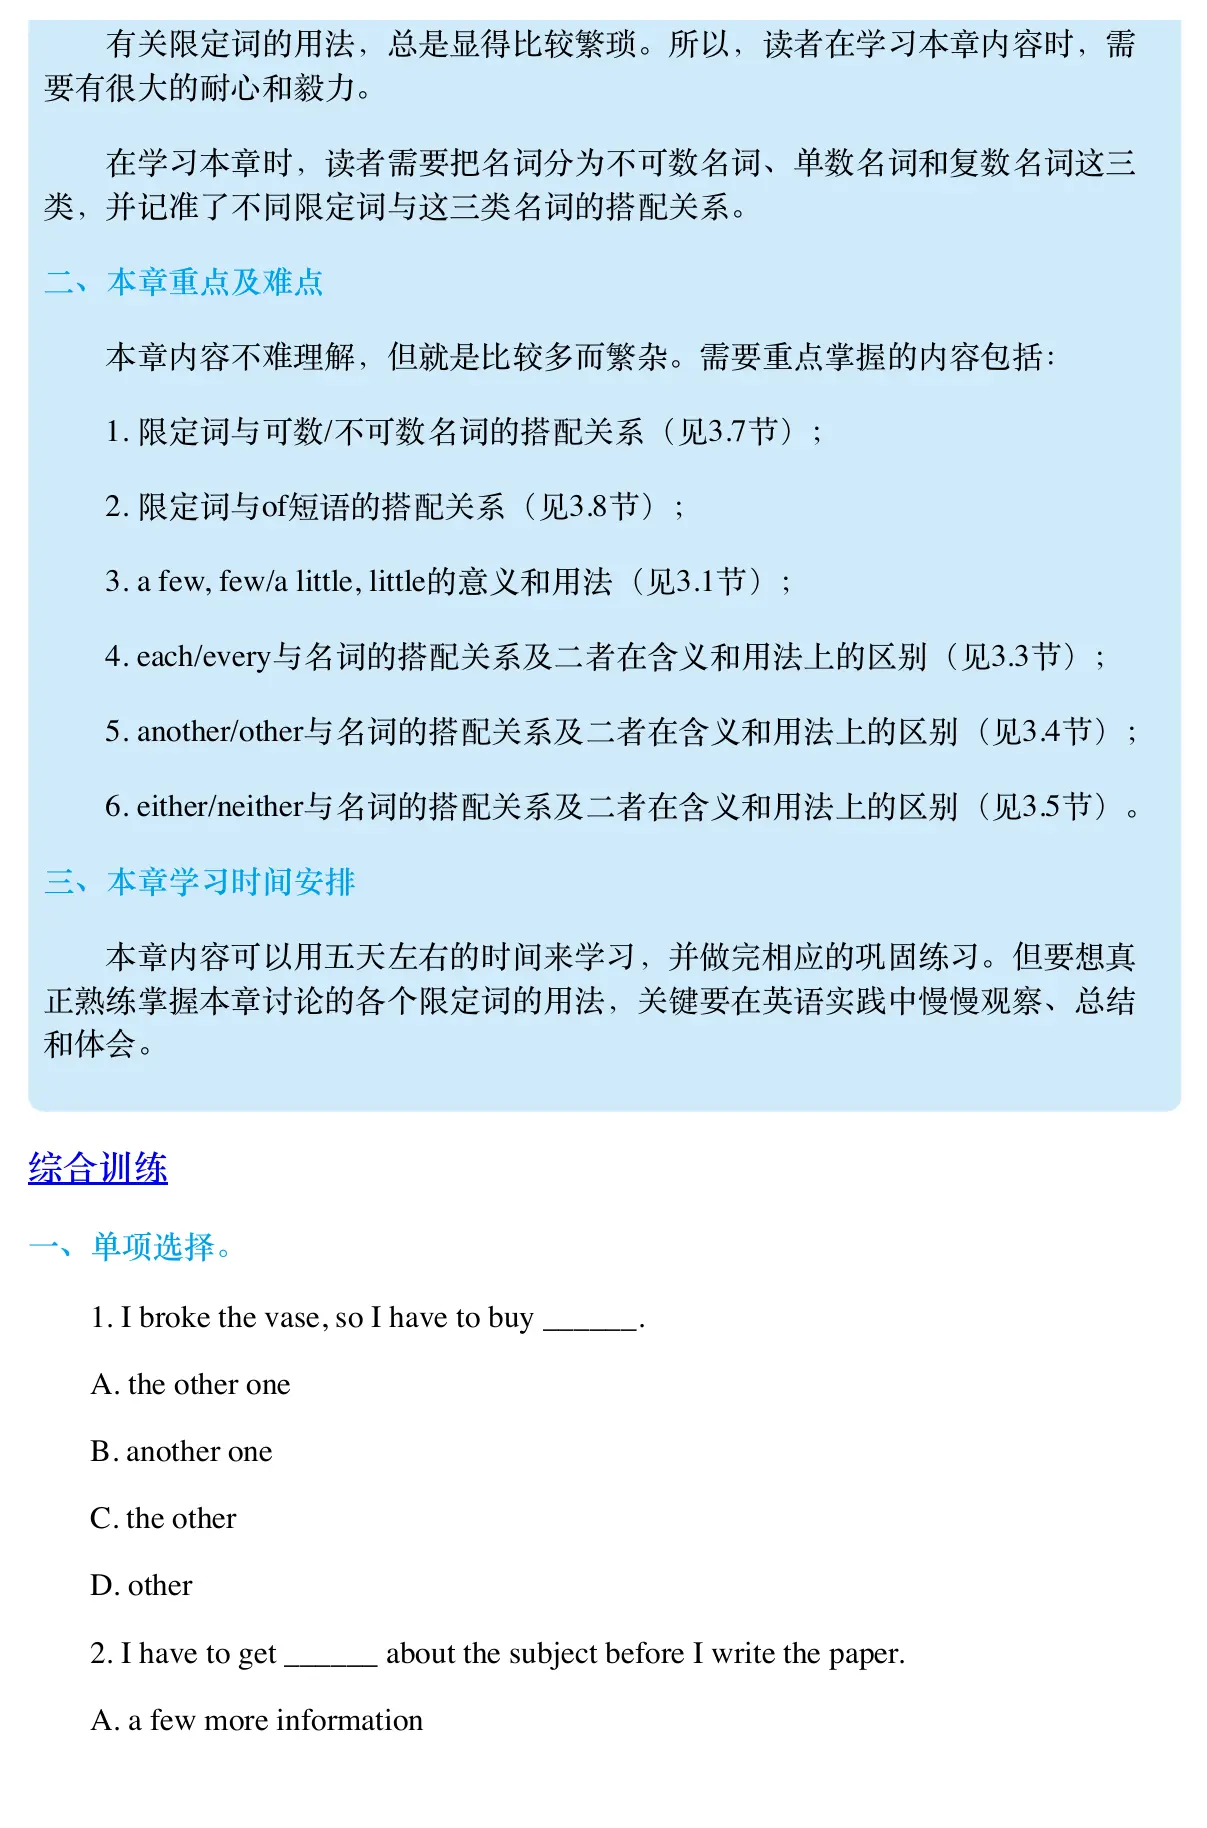 有关限定词的用法，总是显得比较繁琐。所以，读者在学习本章内容时，需
要有很大的耐心和毅力。
在学习本章时，读者需要把名词分为不可数名词、单数名词和复数名词这三
类，并记准了不同限定词与这三类名词的搭配关系。
二、本章重点及难点
本章内容不难理解，但就是比较多而繁杂。需要重点掌握的内容包括：
1. 限定词与可数/不可数名词的搭配关系（见3.7节）；
2. 限定词与of短语的搭配关系（见3.8节）；
3. a few, few/a little, little的意义和用法（见3.1节）；
4. each/every与名词的搭配关系及二者在含义和用法上的区别（见3.3节）；
5. another/other与名词的搭配关系及二者在含义和用法上的区别（见3.4节）；
6. either/neither与名词的搭配关系及二者在含义和用法上的区别（见3.5节）。
三、本章学习时间安排
本章内容可以用五天左右的时间来学习，并做完相应的巩固练习。但要想真
正熟练掌握本章讨论的各个限定词的用法，关键要在英语实践中慢慢观察、总结
和体会。
综合训练
一、单项选择。
1. I broke the vase, so I have to buy ______.
A. the other one
B. another one
C. the other
D. other
2. I have to get ______ about the subject before I write the paper.
A. a few more information